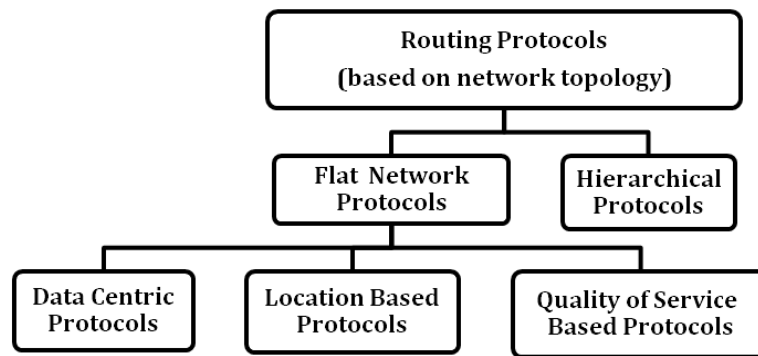 Routing Protocols
(based on network topology)
Flat Network
Protocols
Hierarchical
Protocols
Data Centric
Protocols
Location Based
Protocols
Quality of Service
Based Protocols